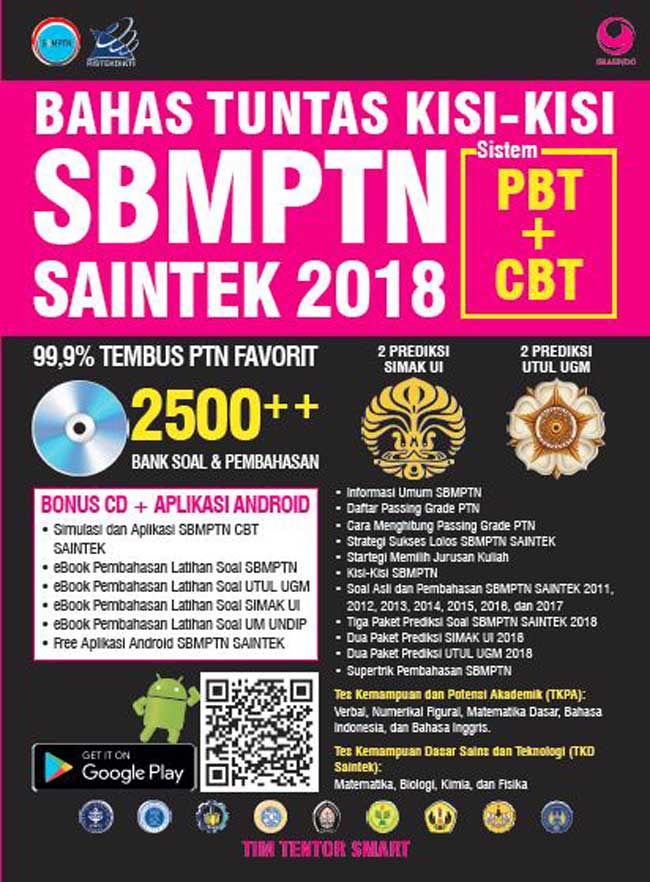 SBMPTN
RISTEKDIKTI
BAHAS TUNTAS KISI-KISI
SBMPTN
SAINTEK 2018
Sistem
PBT
+
CBT
99,9% TEMBUS PTN FAVORIT
2500++
BANK SOAL & PEMBAHASAN
2 PREDIKSI
SIMAK UI
2 PREDIKSI
UTUL UGM
BONUS CD + APLIKASI ANDROID
• Simulasi dan Aplikasi SBMPTN CBT
SAINTEK
• eBook Pembahasan Latihan Soal SBMPTN
• eBook Pembahasan Latihan Soal UTUL UGM
• eBook Pembahasan Latihan Soal SIMAK UI
• eBook Pembahasan Latihan Soal UM UNDIP
• Free Aplikasi Android SBMPTN SAINTEK
GET IT ON
Google Play
• Informasi Umum SBMPTN
• Daftar Passing Grade PTN
• Cara Menghitung Passing Grade PTN
• Strategi Sukses Lolos SBMPTN SAINTEK
• Startegi Memilih Jurusan Kuliah
• Kisi-Kisi SBMPTN
• Soal Asli dan Pembahasan SBMPTN SAINTEK 2011,
2012, 2013, 2014, 2015, 2016, dan 2017
• Tiga Paket Prediksi Soal SBMPTN SAINTEK 2018
• Dua Paket Prediksi SIMAK UI 2018
• Dua Paket Prediksi UTUL UGM 2018
• Supertrik Pembahasan SBMPTN
Tes Kemampuan dan Potensi Akademik (TKPA):
Verbal, Numerikal Figural, Matematika Dasar, Bahasa
Indonesia, dan Bahasa Inggris.
Tes Kemampuan Dasar Sains dan Teknologi (TKD
Saintek):
Matematika, Biologi, Kimia, dan Fisika
TIM TENTOR SMART